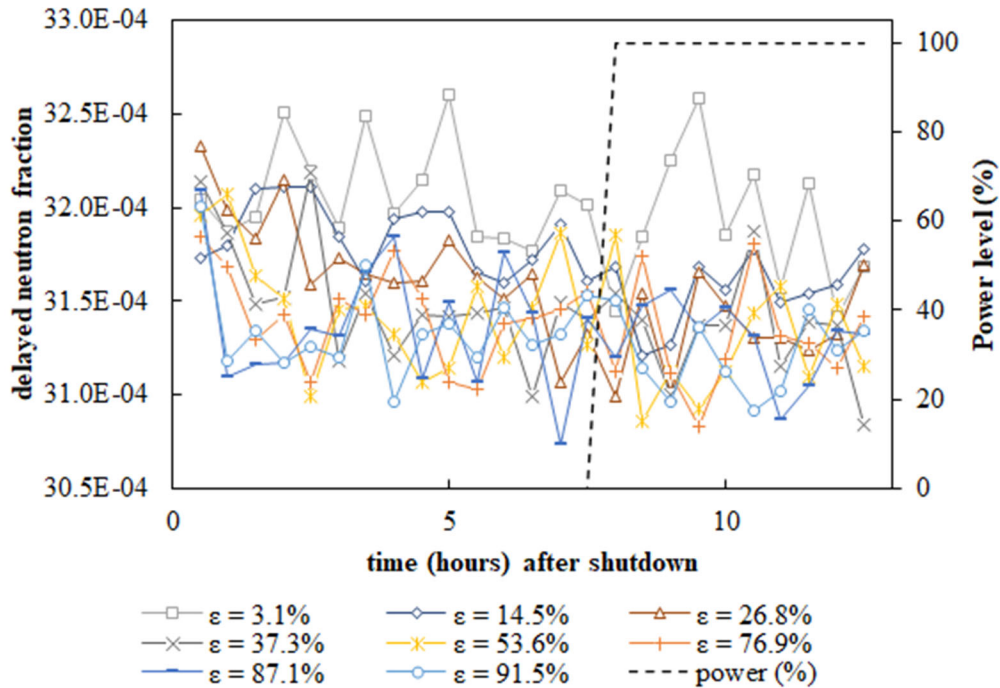 33.0E-04
32.5E-04
32.0E-04
31.5E-04
31.0E-04
30.5E-04
delayed neutron fraction
100
80
60
40
20
0
Power level (%)
0 5 10
time (hours) after shutdown
ε = 3.1% ε = 14.5% ε = 26.8%
ε = 37.3% ε = 53.6% ε = 76.9%
ε = 87.1% ε = 91.5% power (%)